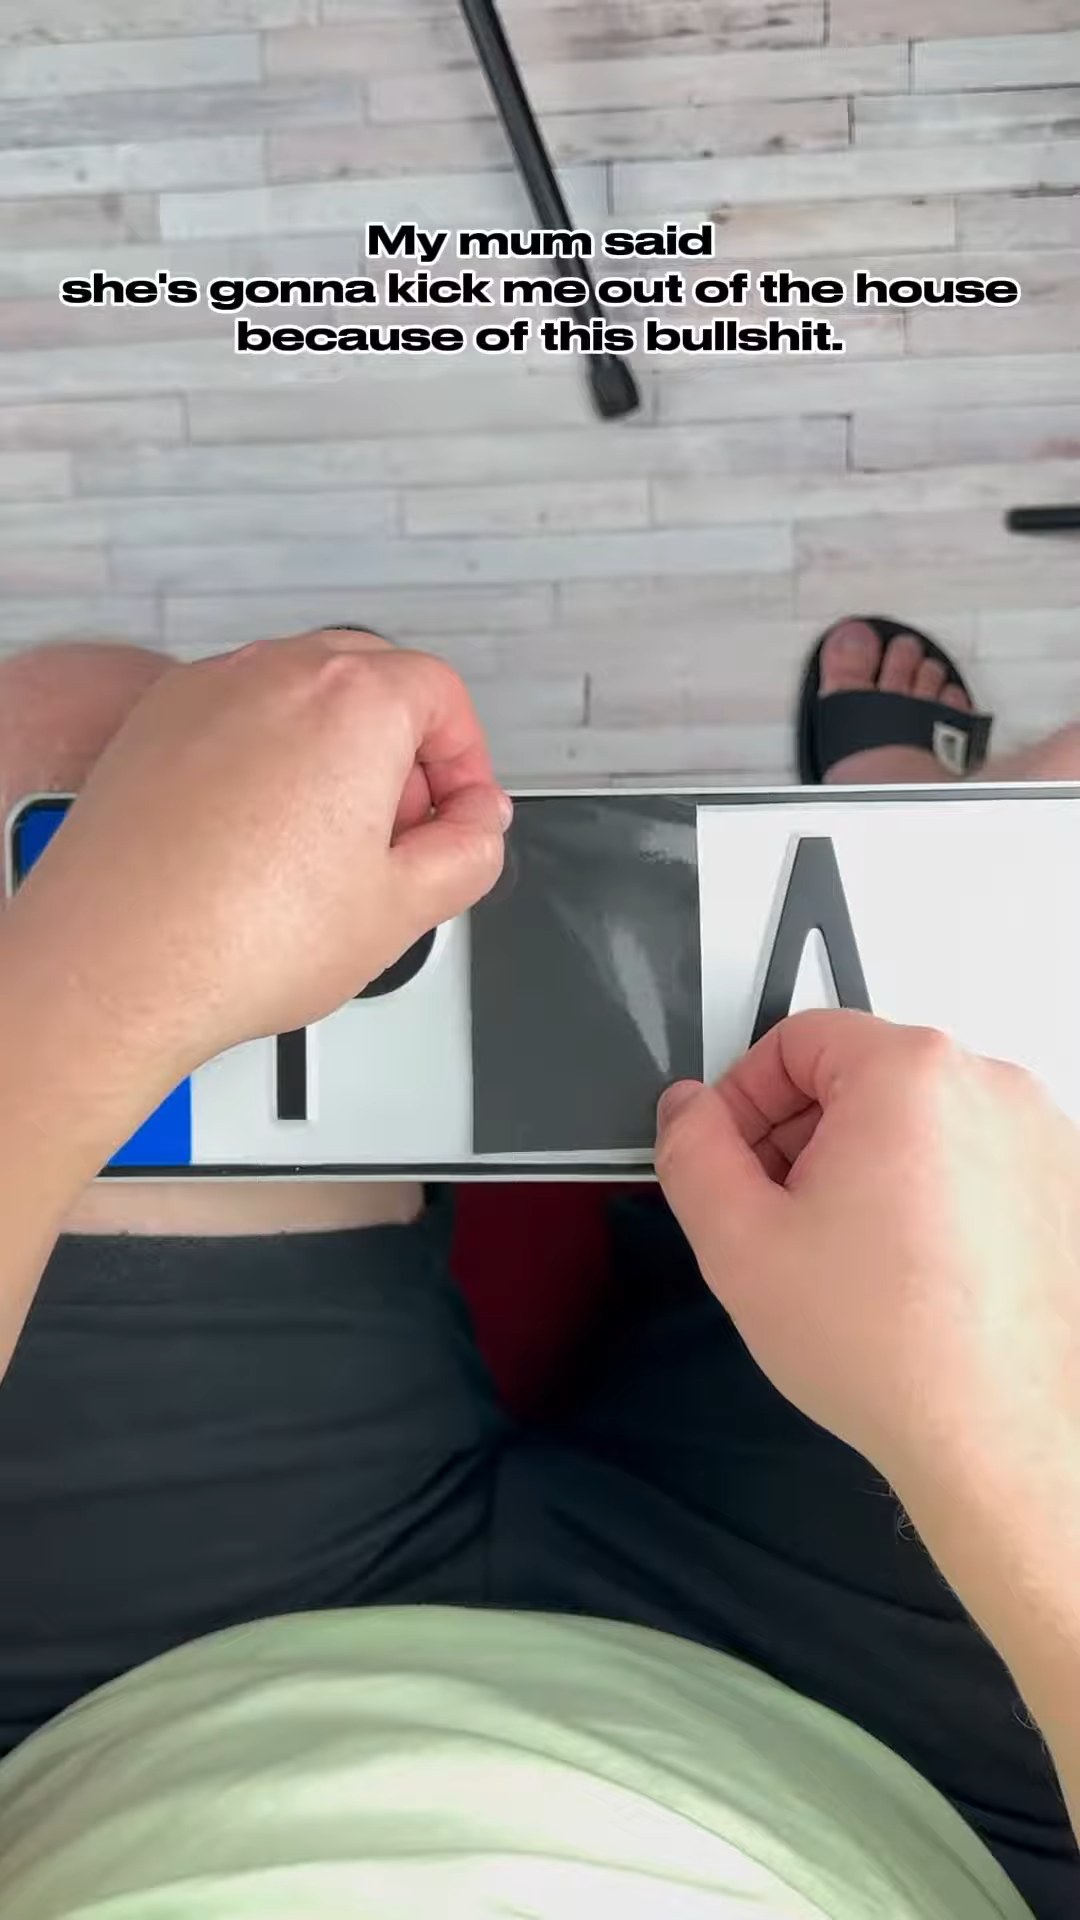 My mum said
she's gonna kick me out of the house
because of this bullshit.
A